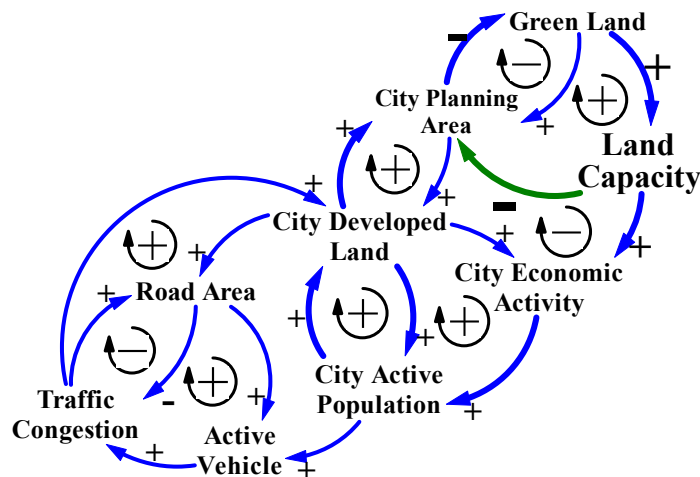 Green Land
City Planning
Area
Land
Capacity
City Developed
Land
City Economic
Activity
Road Area
City Active
Population
Traffic
Congestion
Active
Vehicle